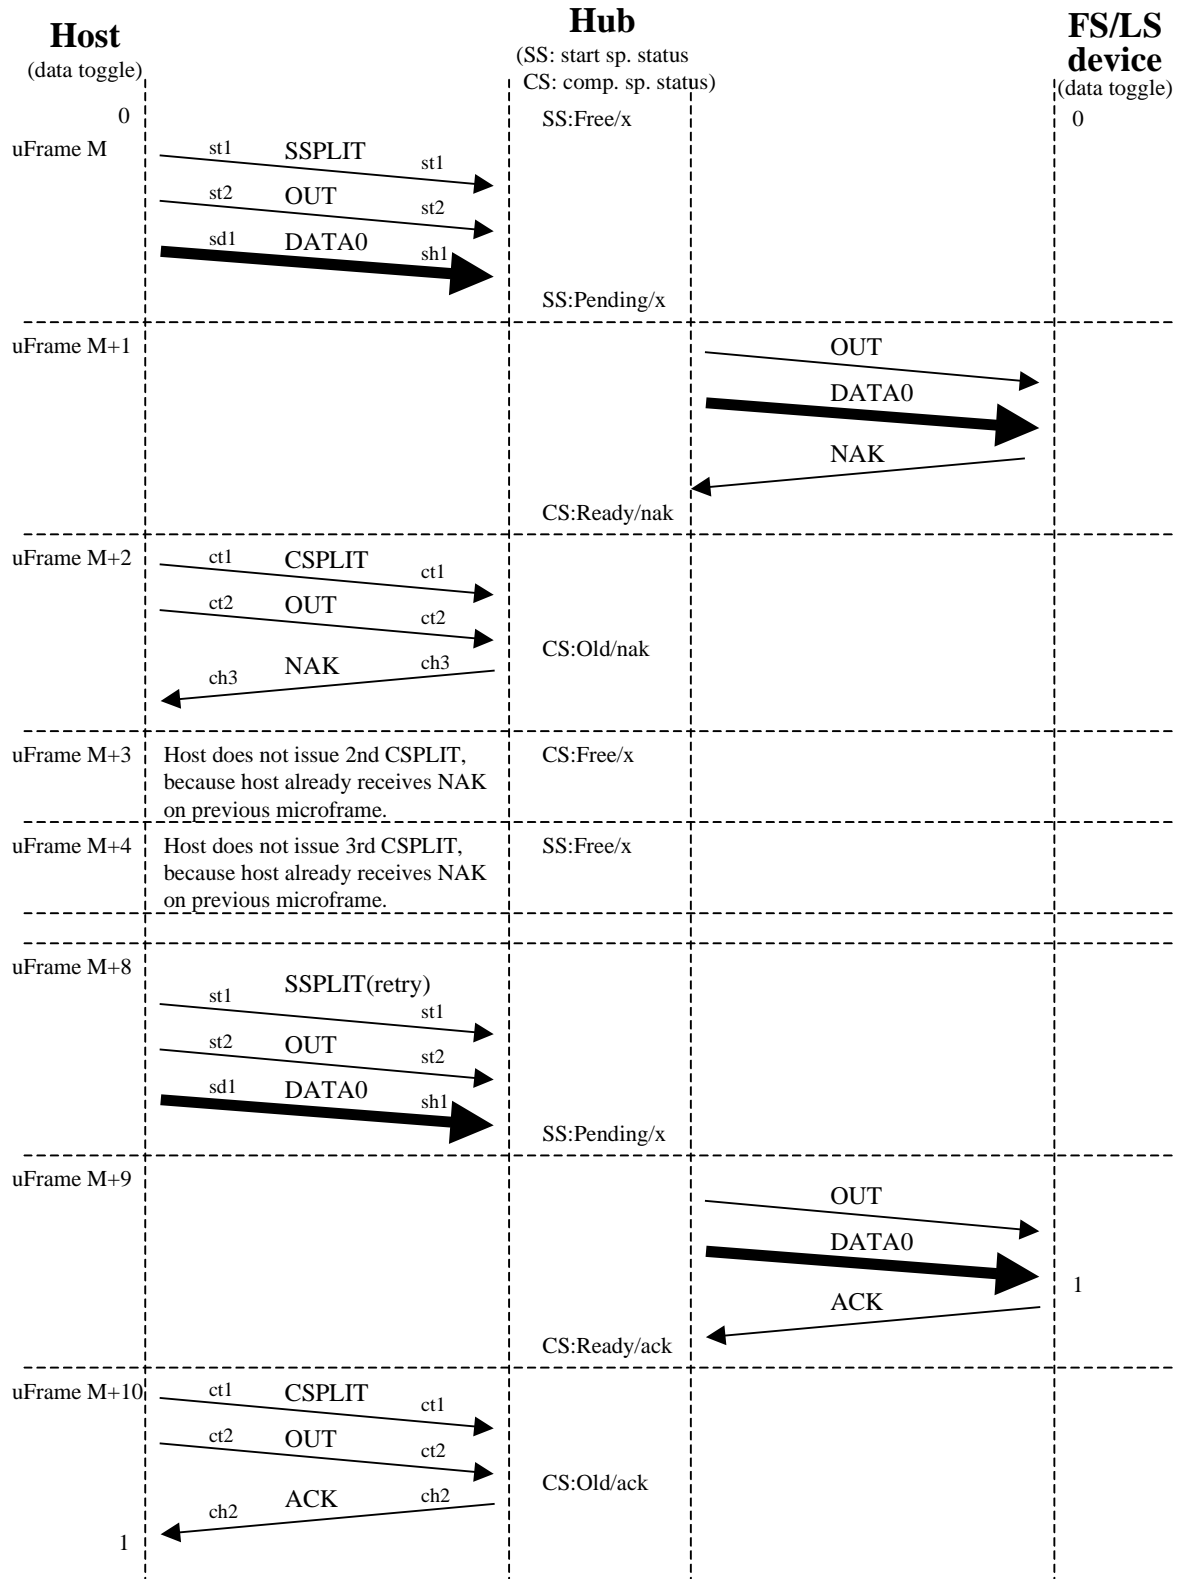 Host
(data toggle)
Hub
(SS: start sp. status
CS: comp. sp. status)
FS/LS
device
(data toggle)
0
SS:Free/x
0
uFrame M
st1 SSPLIT st1
st2 OUT st2
sd1 DATA0 sh1
SS:Pending/x
uFrame M+1
OUT
DATA0
NAK
CS:Ready/nak
uFrame M+2
ct1 CSPLIT ct1
ct2 OUT ct2
CS:Old/nak
ch3 NAK ch3
uFrame M+3
Host does not issue 2nd CSPLIT,
because host already receives NAK
on previous microframe.
CS:Free/x
uFrame M+4
Host does not issue 3rd CSPLIT,
because host already receives NAK
on previous microframe.
SS:Free/x
uFrame M+8
st1 SSPLIT(retry) st1
st2 OUT st2
sd1 DATA0 sh1
SS:Pending/x
uFrame M+9
OUT
DATA0
1
ACK
CS:Ready/ack
uFrame M+10
ct1 CSPLIT ct1
ct2 OUT ct2
CS:Old/ack
ch2 ACK ch2
1